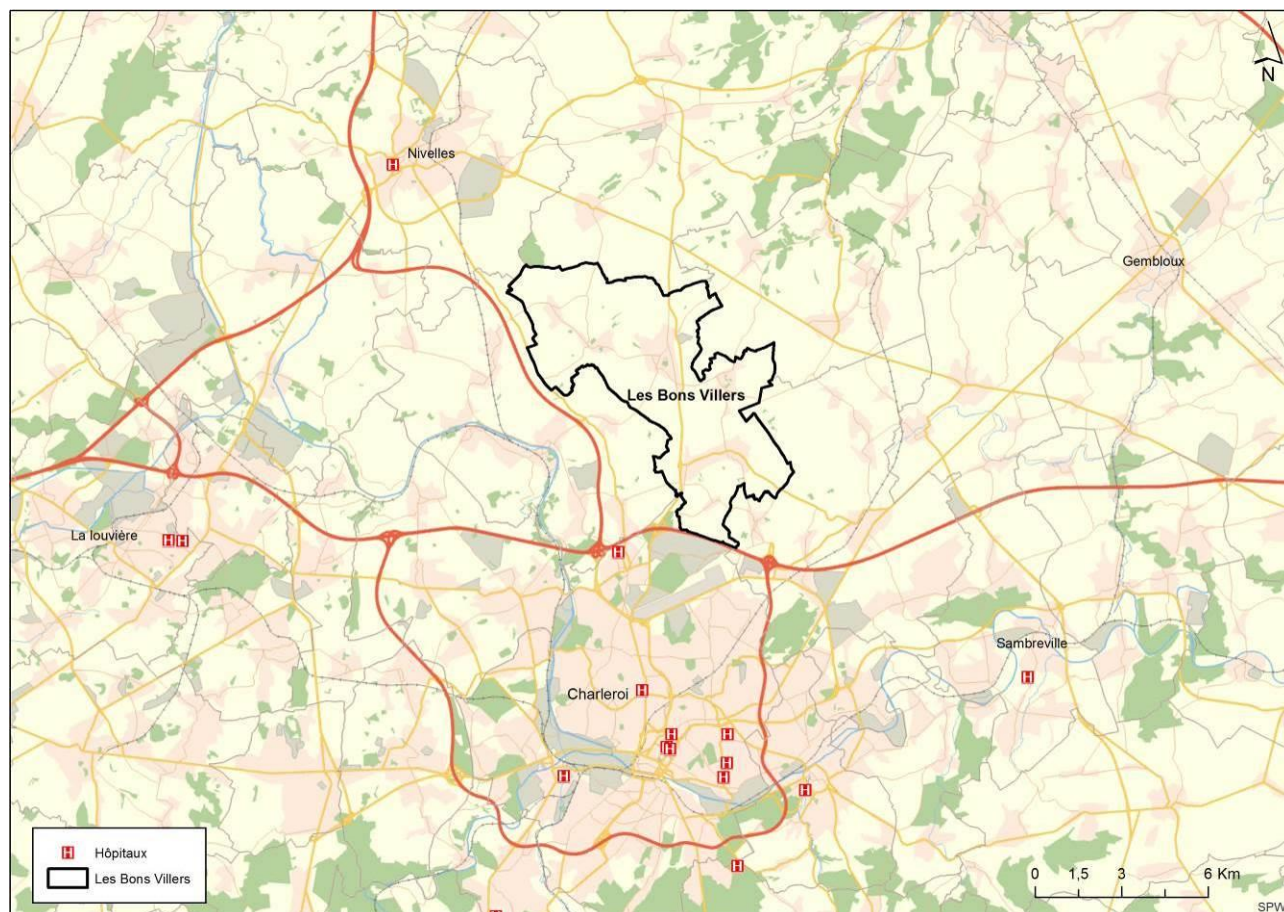 N
Nivelles
Gembloux
Les Bons Villers
La louvière
H H
H
H
Sambreville
H
Charleroi
H
H
H
H
H
H
H
H
H
H Hôpitaux
Les Bons Villers
0 1,5 3 6 Km
SPW